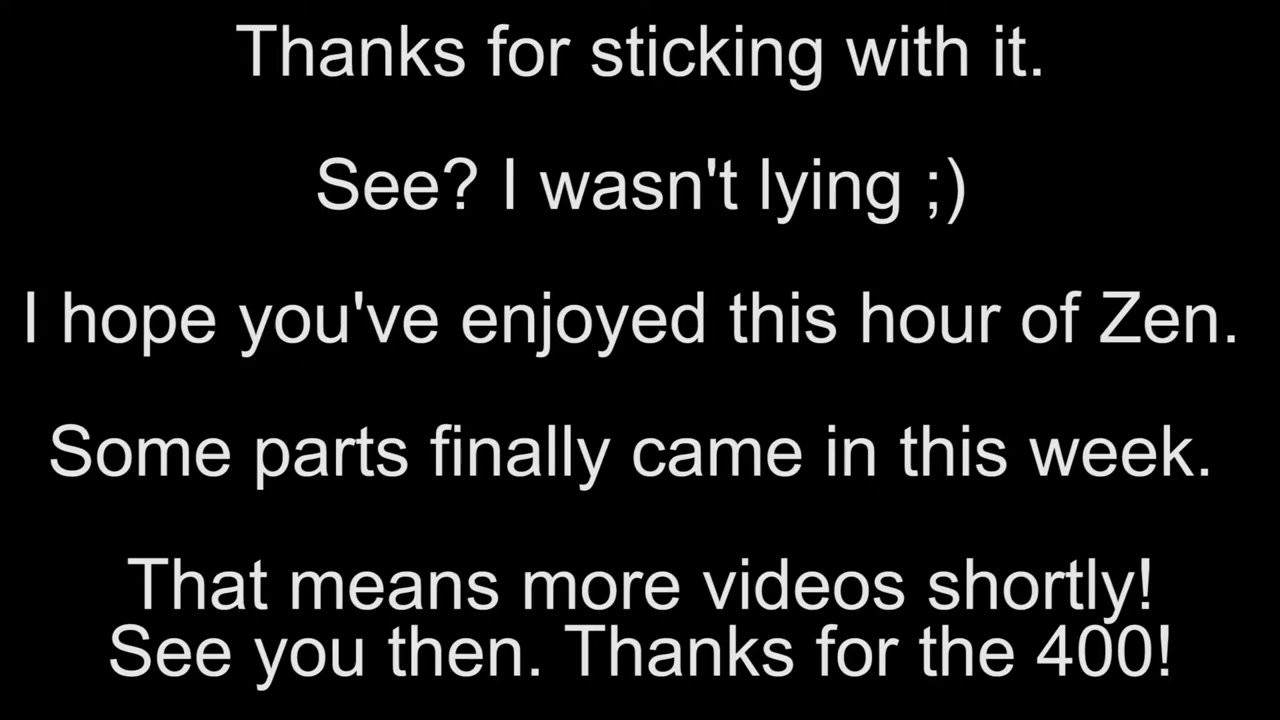 Thanks for sticking with it.
See? I wasn't lying ;)
I hope you've enjoyed this hour of Zen.
Some parts finally came in this week.
That means more videos shortly!
See you then. Thanks for the 400!